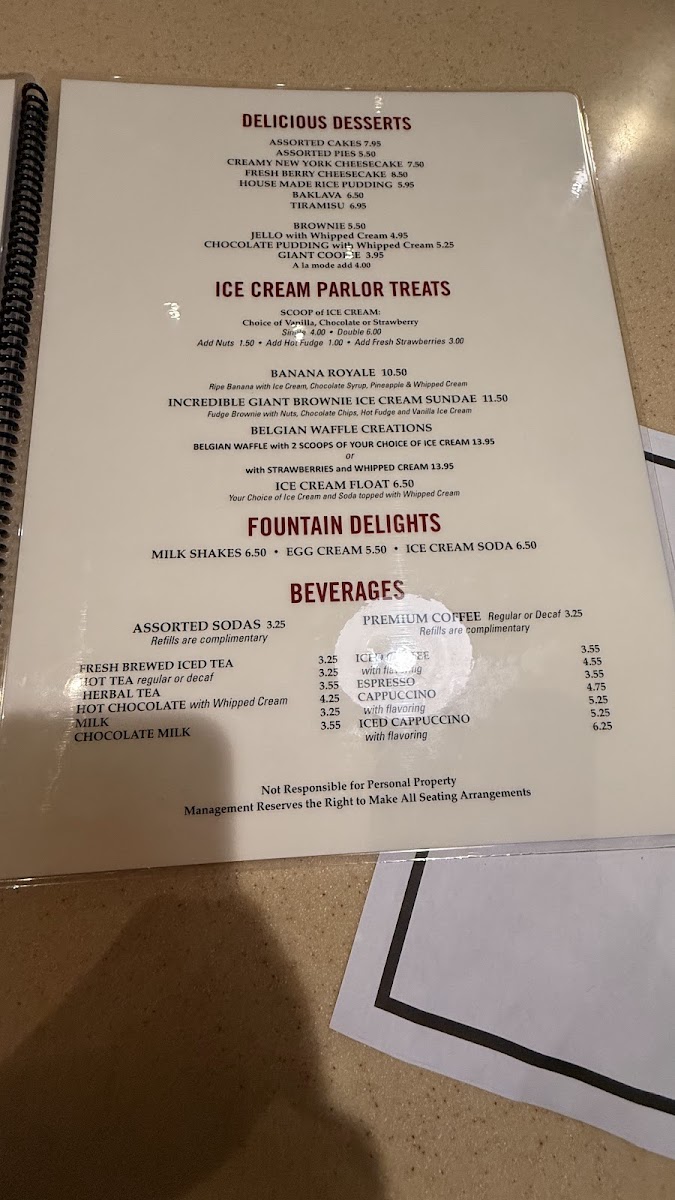 DELICIOUS DESSERTS
ASSORTED CAKES 7.95
ASSORTED PIES 5.50
CREAMY NEW YORK CHEESECAKE 7.50
FRESH BERRY CHEESECAKE 8.50
HOUSE MADE RICE PUDDING 5.95
BAKLAVA 6.50
TIRAMISU 6.95
BROWNIE 5.50
JELLO with Whipped Cream 4.95
CHOCOLATE PUDDING with Whipped Cream 5.25
GIANT COOKIE 3.95
A la mode add 4.00
ICE CREAM PARLOR TREATS
SCOOP of ICE CREAM:
Choice of Vanilla, Chocolate or Strawberry
Single 4.00 • Double 6.00
Add Nuts 1.50 • Add Hot Fudge 1.00 • Add Fresh Strawberries 3.00
BANANA ROYALE 10.50
Ripe Banana with Ice Cream, Chocolate Syrup, Pineapple & Whipped Cream
INCREDIBLE GIANT BROWNIE ICE CREAM SUNDAE 11.50
Fudge Brownie with Nuts, Chocolate Chips, Hot Fudge and Vanilla Ice Cream
BELGIAN WAFFLE CREATIONS
BELGIAN WAFFLE with 2 SCOOPS OF YOUR CHOICE OF ICE CREAM 13.95
or
with STRAWBERRIES and WHIPPED CREAM 13.95
ICE CREAM FLOAT 6.50
Your Choice of Ice Cream and Soda topped with Whipped Cream
FOUNTAIN DELIGHTS
MILK SHAKES 6.50 • EGG CREAM 5.50 • ICE CREAM SODA 6.50
BEVERAGES
ASSORTED SODAS 3.25
Refills are complimentary
FRESH BREWED ICED TEA 3.25
HOT TEA regular or decaf 3.25
HERBAL TEA 3.55
HOT CHOCOLATE with Whipped Cream 4.25
MILK 3.25
CHOCOLATE MILK 3.55
PREMIUM COFFEE Regular or Decaf 3.25
Refills are complimentary
ICED COFFEE 3.55
with flavoring 4.55
ESPRESSO 3.55
CAPPUCCINO 4.75
with flavoring 5.25
ICED CAPPUCCINO 5.25
with flavoring 6.25
Not Responsible for Personal Property
Management Reserves the Right to Make All Seating Arrangements